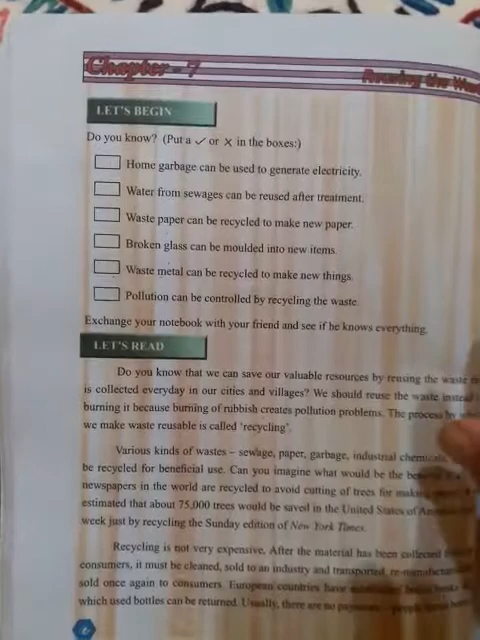 Chapter - 7
Reusing the
LET'S BEGIN
Do you know? (Put a ✓ or X in the boxes:)
Home garbage can be used to generate electricity.
Water from sewages can be reused after treatment.
Waste paper can be recycled to make new paper.
Broken glass can be moulded into new items.
Waste metal can be recycled to make new things.
Pollution can be controlled by recycling the waste.
Exchange your notebook with your friend and see if he knows everything.
LET'S READ
Do you know that we can save our valuable resources by reusing the waste
is collected everyday in our cities and villages? We should reuse the waste instead
burning it because burning of rubbish creates pollution problems. The process by
we make waste reusable is called 'recycling'.
Various kinds of wastes – sewage, paper, garbage, industrial chemicals,
be recycled for beneficial use. Can you imagine what would be the
newspapers in the world are recycled to avoid cutting of trees for making
estimated that about 75,000 trees would be saved in the United States of
week just by recycling the Sunday edition of New York Times.
Recycling is not very expensive. After the material has been collected
consumers, it must be cleaned, sold to an industry and transported,
sold once again to consumers. European countries have
which used bottles can be returned. Usually, there are no